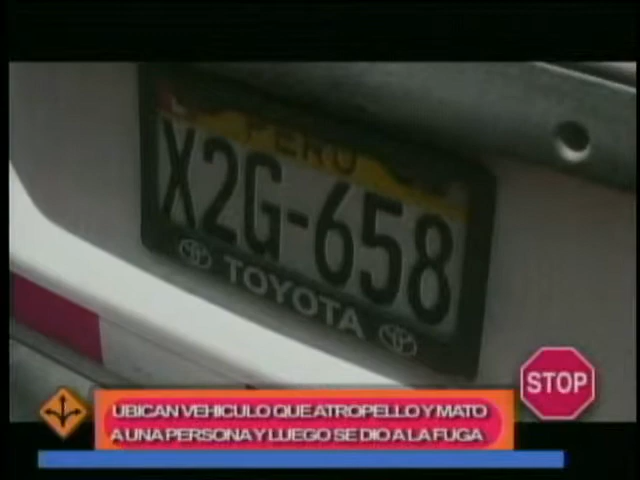 PERU
X2G-658
TOYOTA
STOP
UBICAN VEHICULO QUE ATROPELLO Y MATO
A UNA PERSONA Y LUEGO SE DIO A LA FUGA